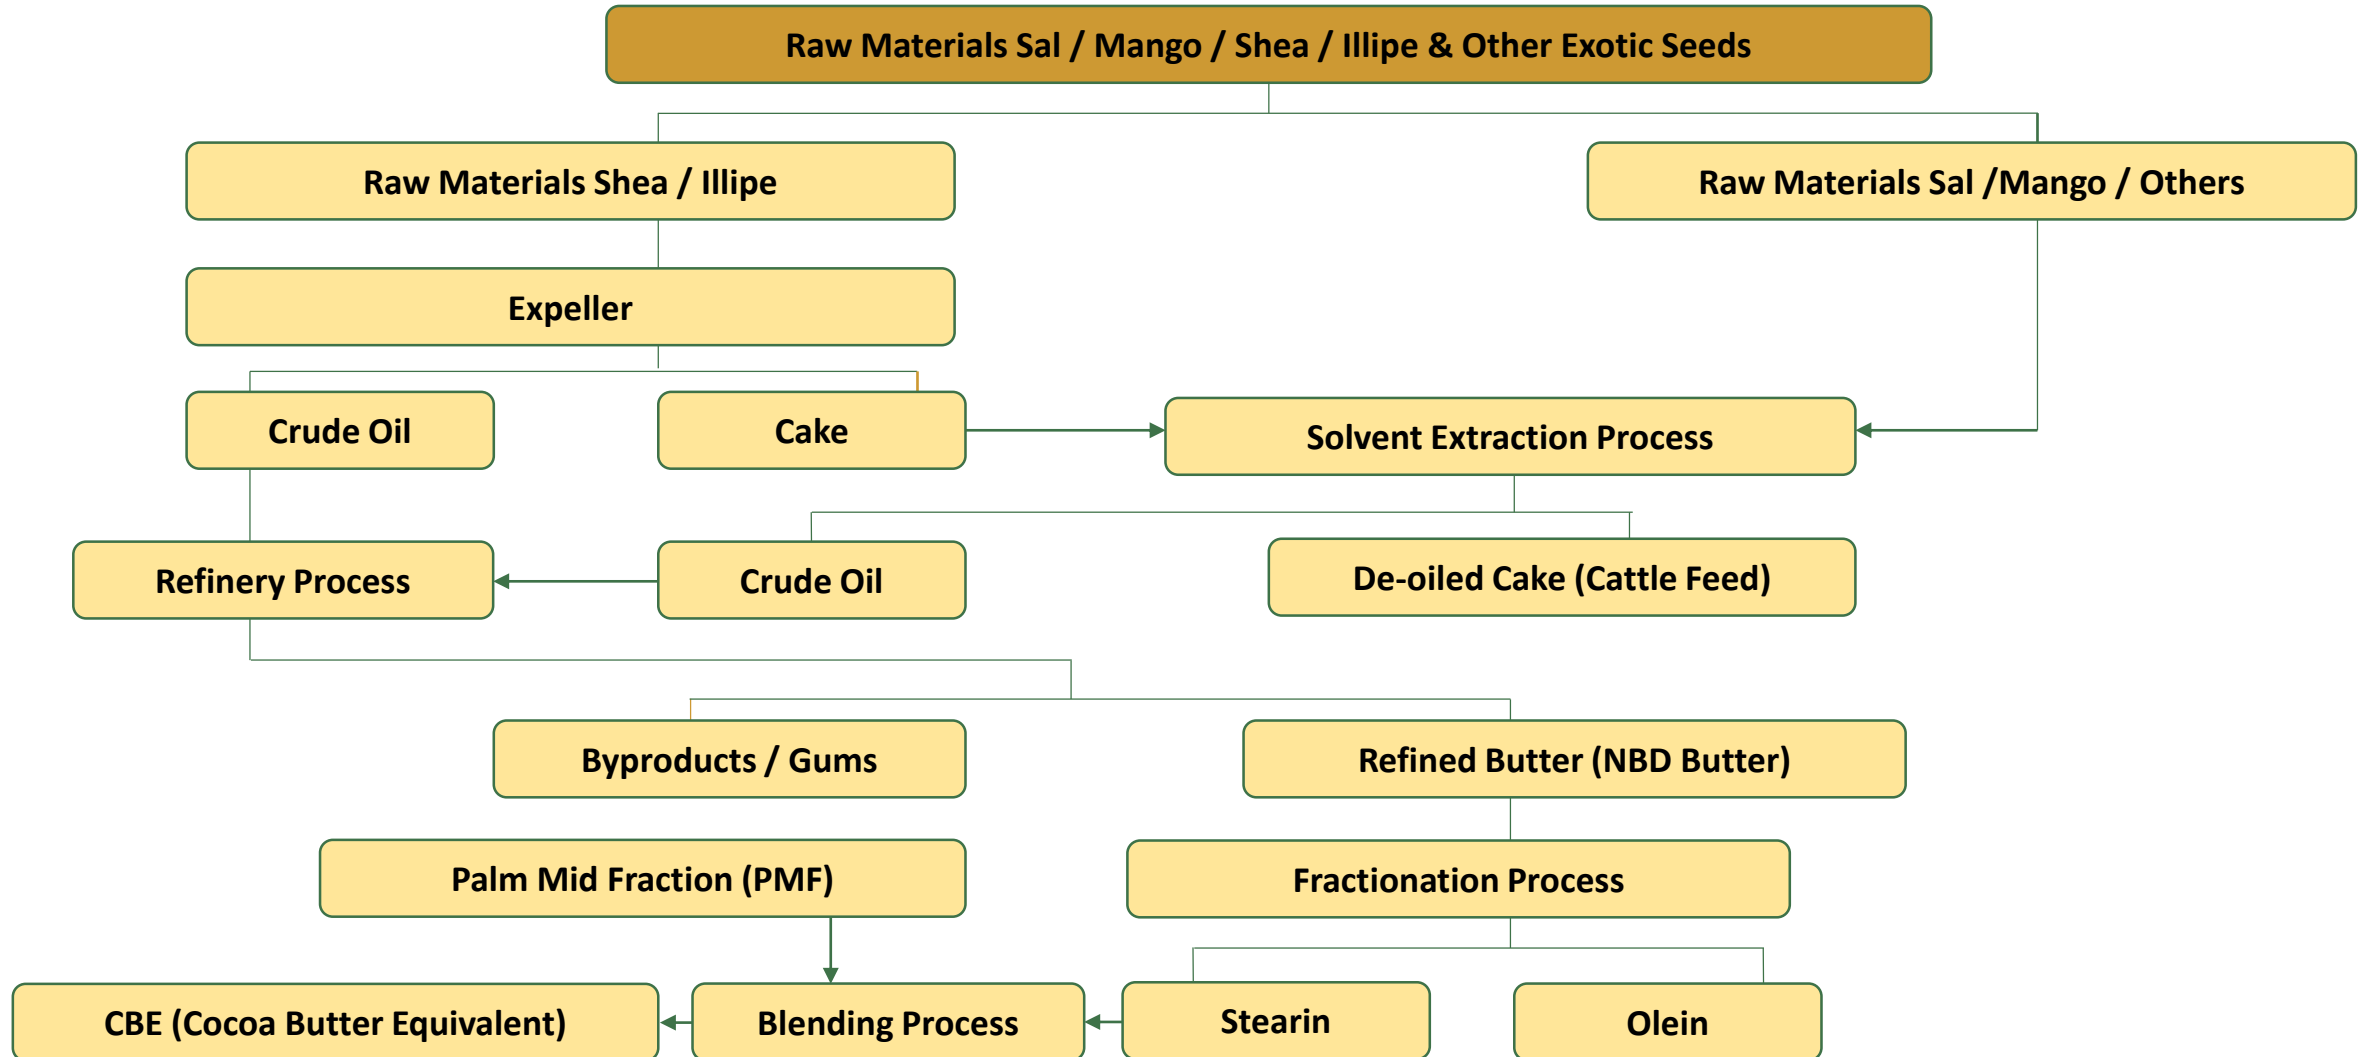 Raw Materials Sal / Mango / Shea / Illipe & Other Exotic Seeds
Raw Materials Shea / Illipe
Raw Materials Sal /Mango / Others
Expeller
Crude Oil
Cake
Solvent Extraction Process
Refinery Process
Crude Oil
De-oiled Cake (Cattle Feed)
Byproducts / Gums
Refined Butter (NBD Butter)
Palm Mid Fraction (PMF)
Fractionation Process
CBE (Cocoa Butter Equivalent)
Blending Process
Stearin
Olein